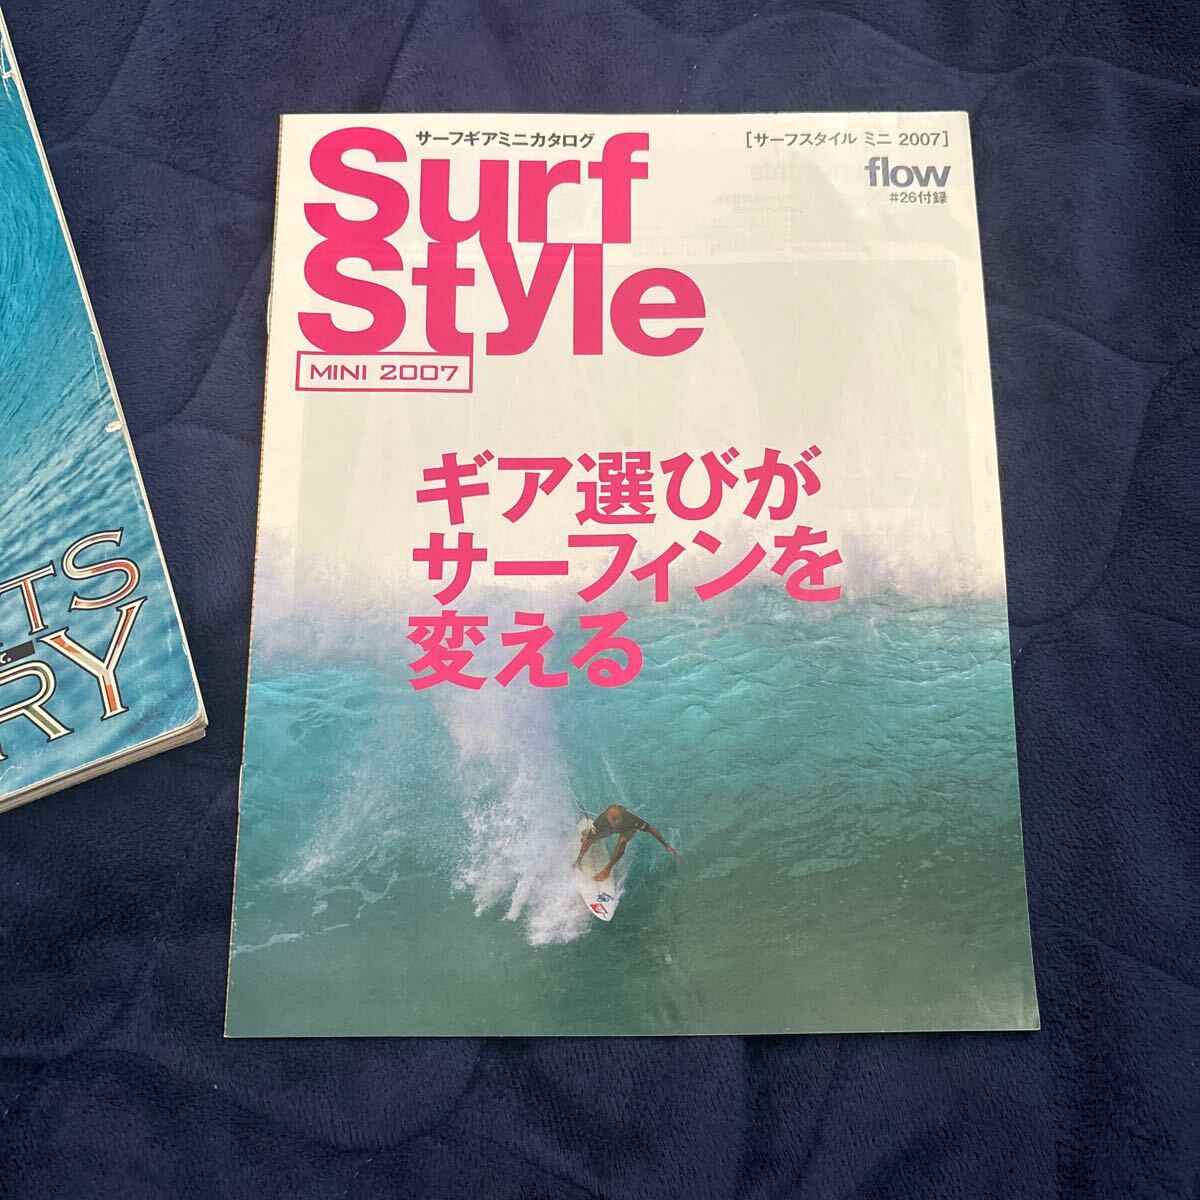 サーフギアミニカタログ
Surf
Style
MINI 2007
[サーフスタイル ミニ 2007]
flow
#26付録
ギア選びが
サーフィンを
変える
TS
RY